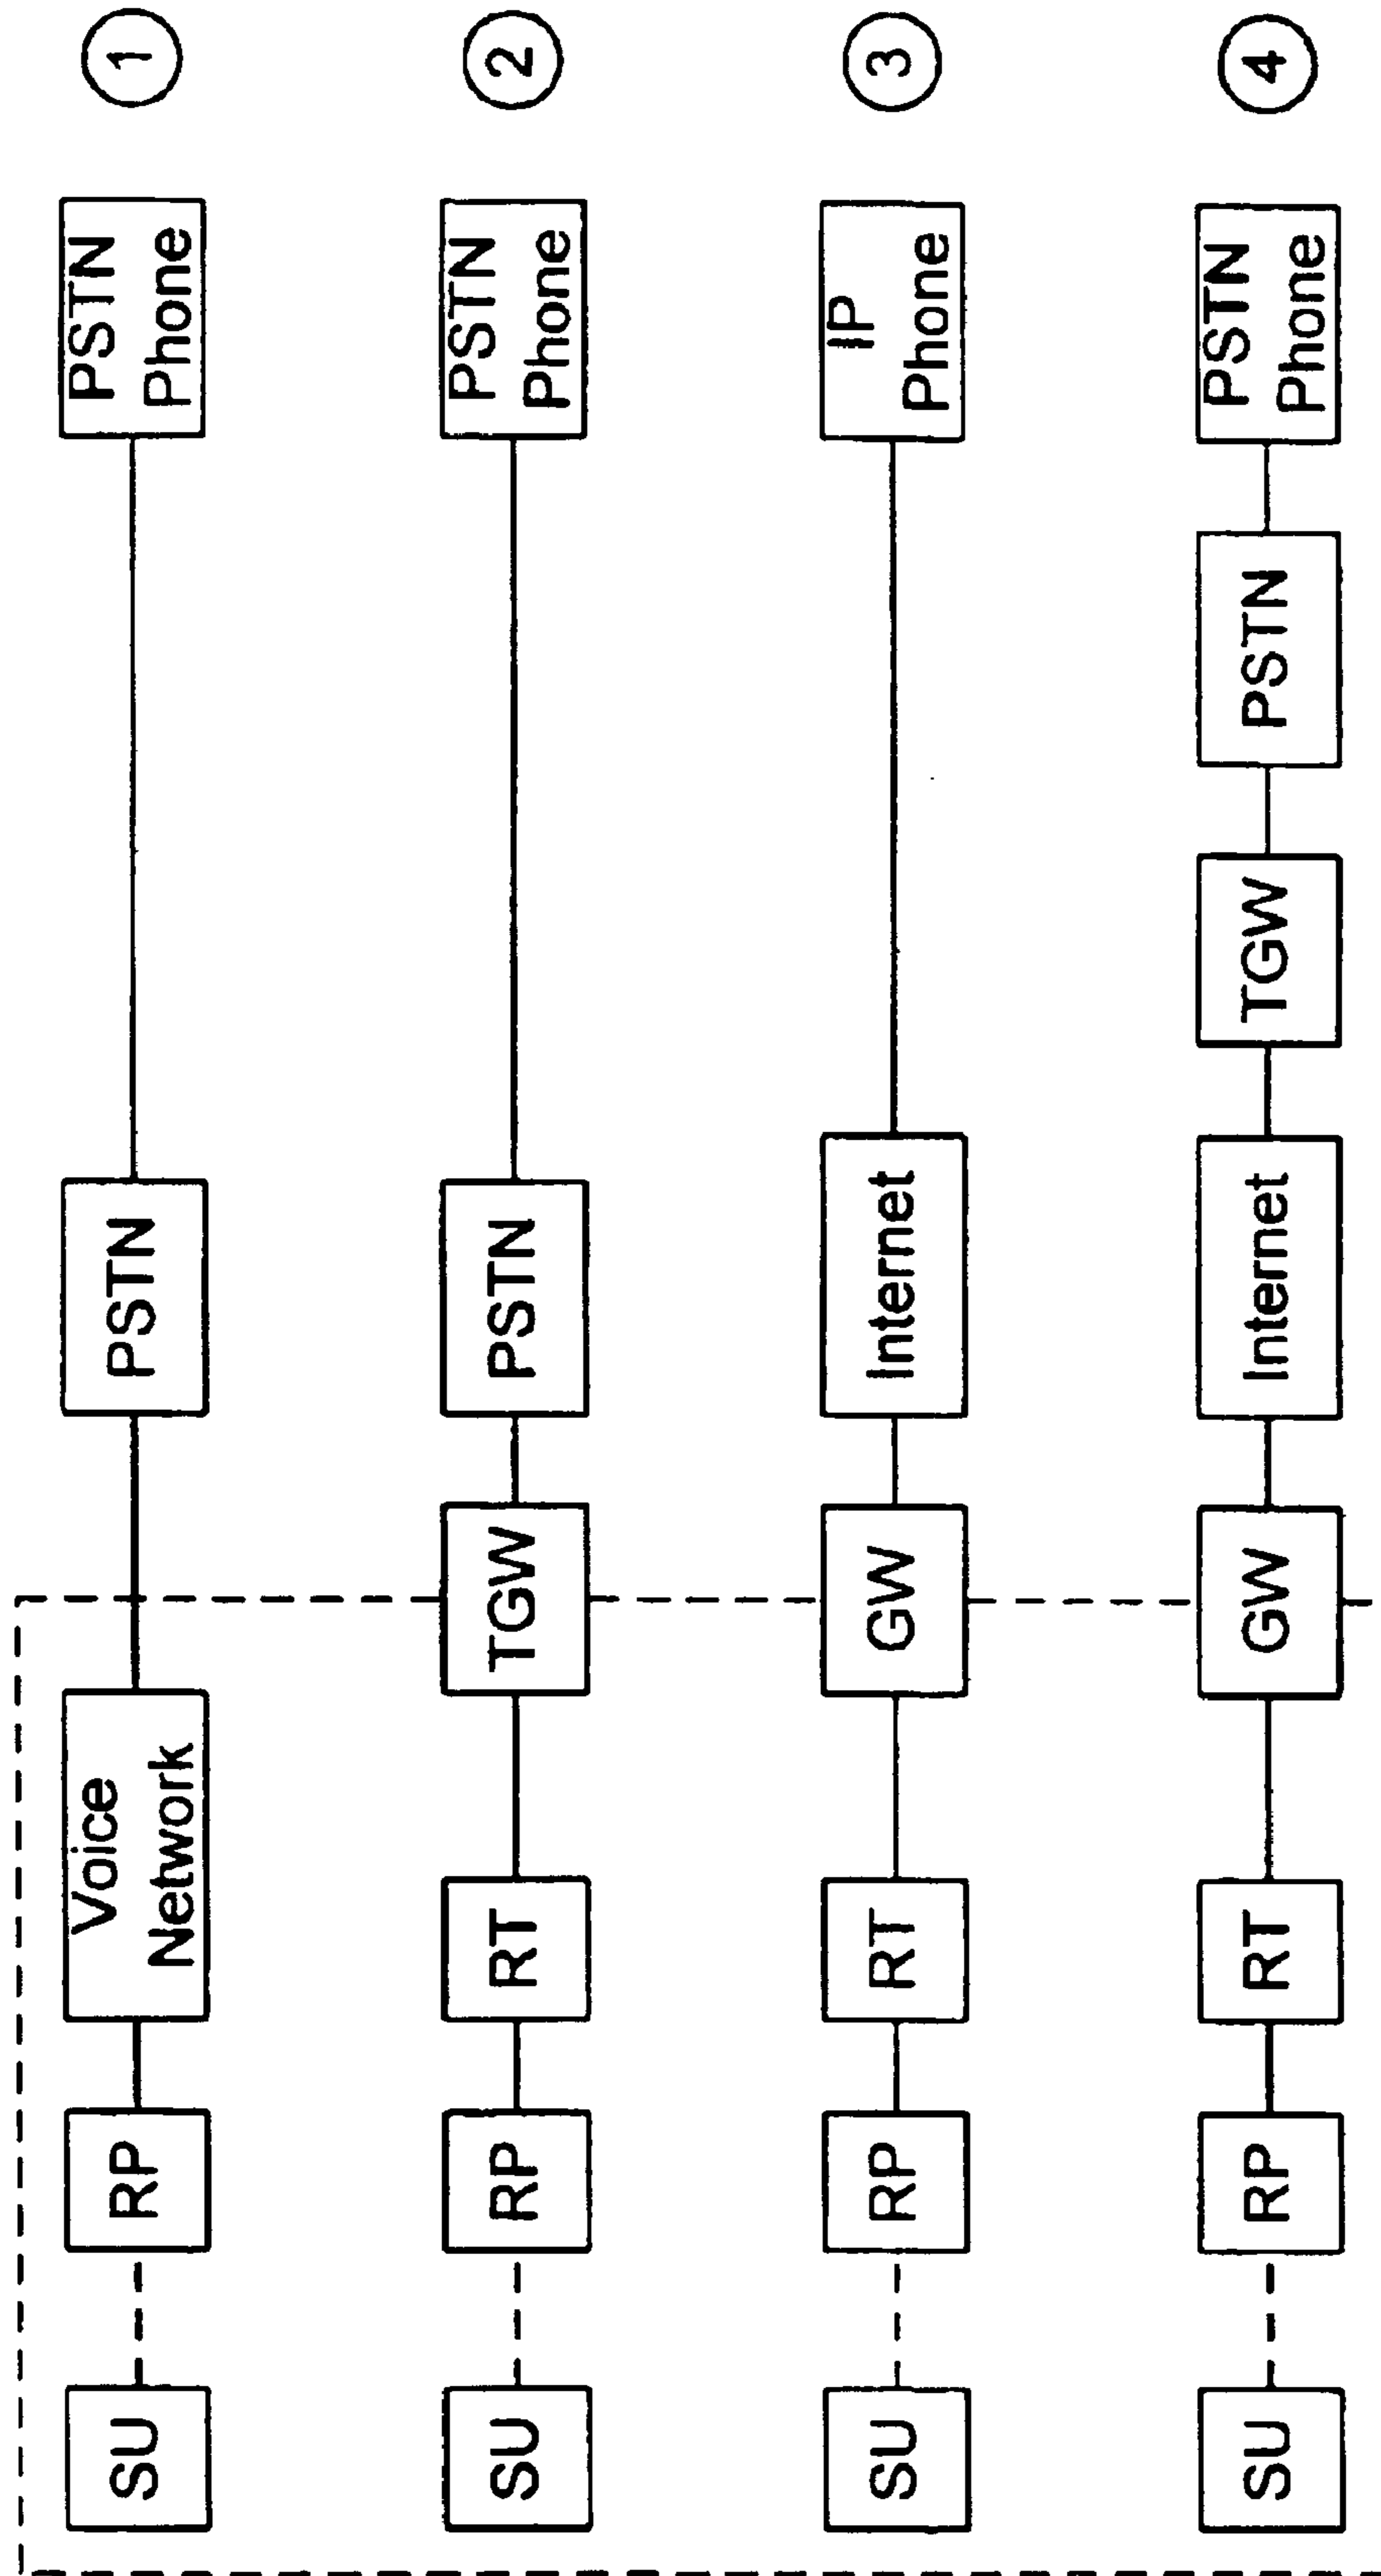 SU
RP
Voice
Network
PSTN
PSTN
Phone
1
SU
RP
RT
TGW
PSTN
PSTN
Phone
2
SU
RP
RT
GW
Internet
IP
Phone
3
SU
RP
RT
GW
Internet
TGW
PSTN
PSTN
Phone
4